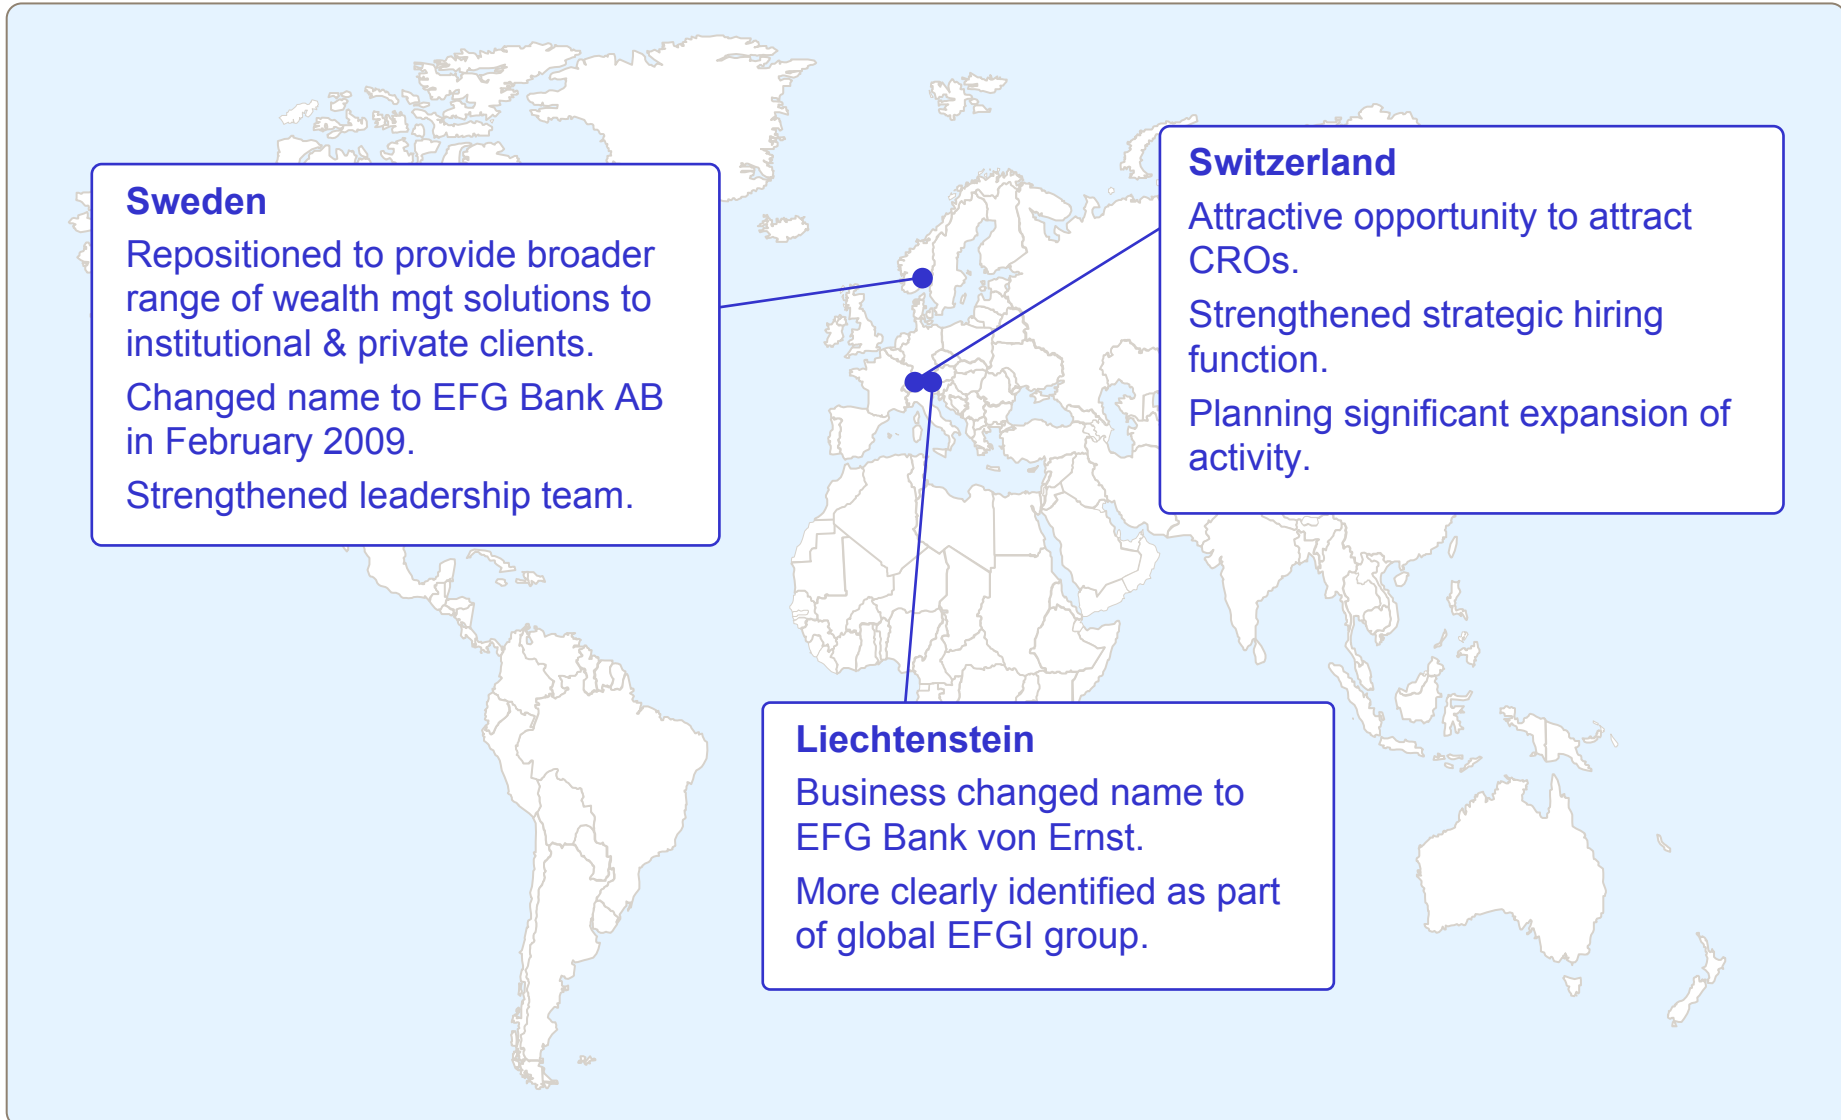 Sweden
Repositioned to provide broader
range of wealth mgt solutions to
institutional & private clients.
Changed name to EFG Bank AB
in February 2009.
Strengthened leadership team.
Switzerland
Attractive opportunity to attract
CROs.
Strengthened strategic hiring
function.
Planning significant expansion of
activity.
Liechtenstein
Business changed name to
EFG Bank von Ernst.
More clearly identified as part
of global EFGI group.